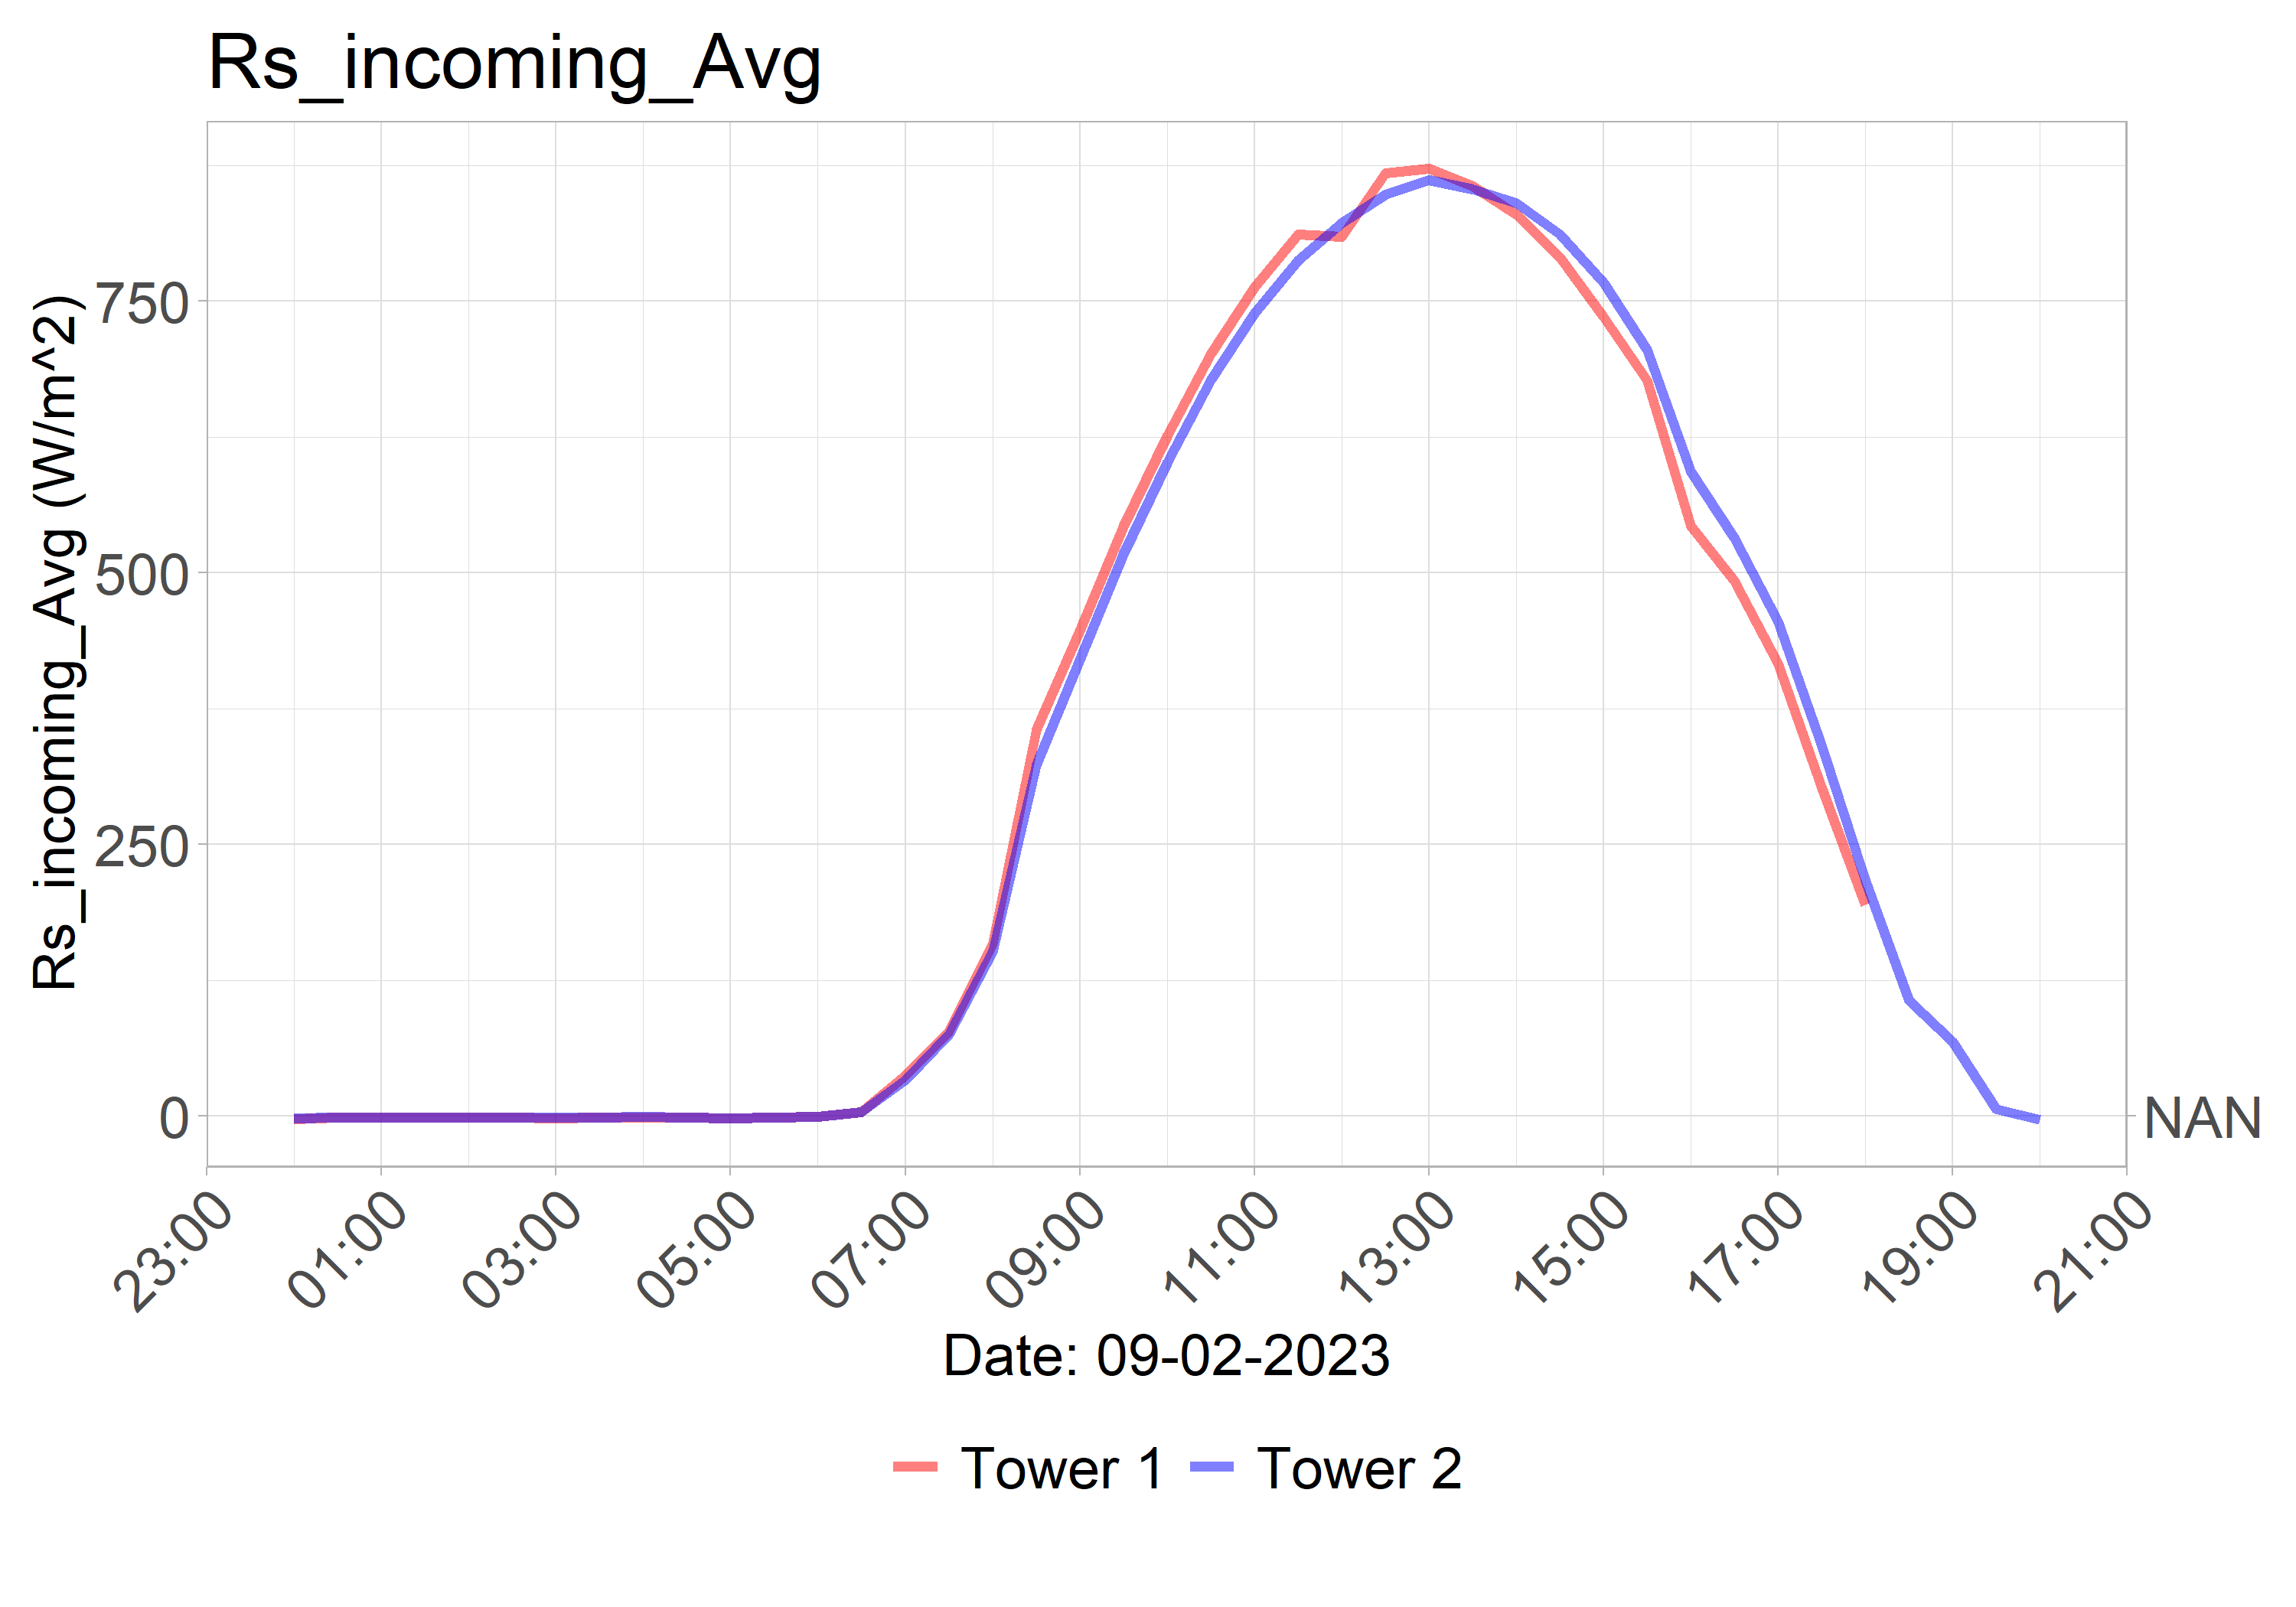 Rs_incoming_Avg
Rs_incoming_Avg (W/m^2)
750
500
250
0
NAN
23:00 01:00 03:00 05:00 07:00 09:00 11:00 13:00 15:00 17:00 19:00 21:00
Date: 09-02-2023
Tower 1 Tower 2